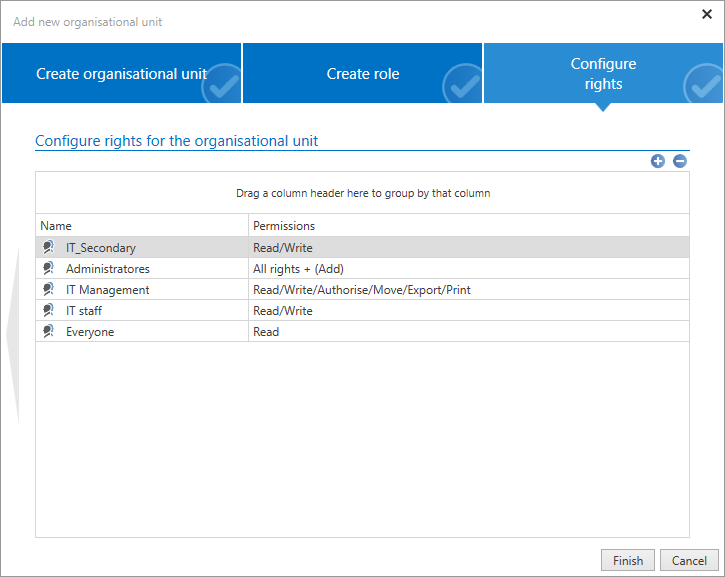 Add new organisational unit
Create organisational unit
Create role
Configure
rights
Configure rights for the organisational unit
Drag a column header here to group by that column
Name Permissions
IT_Secondary Read/Write
Administratores All rights + (Add)
IT Management Read/Write/Authorise/Move/Export/Print
IT staff Read/Write
Everyone Read
Finish Cancel